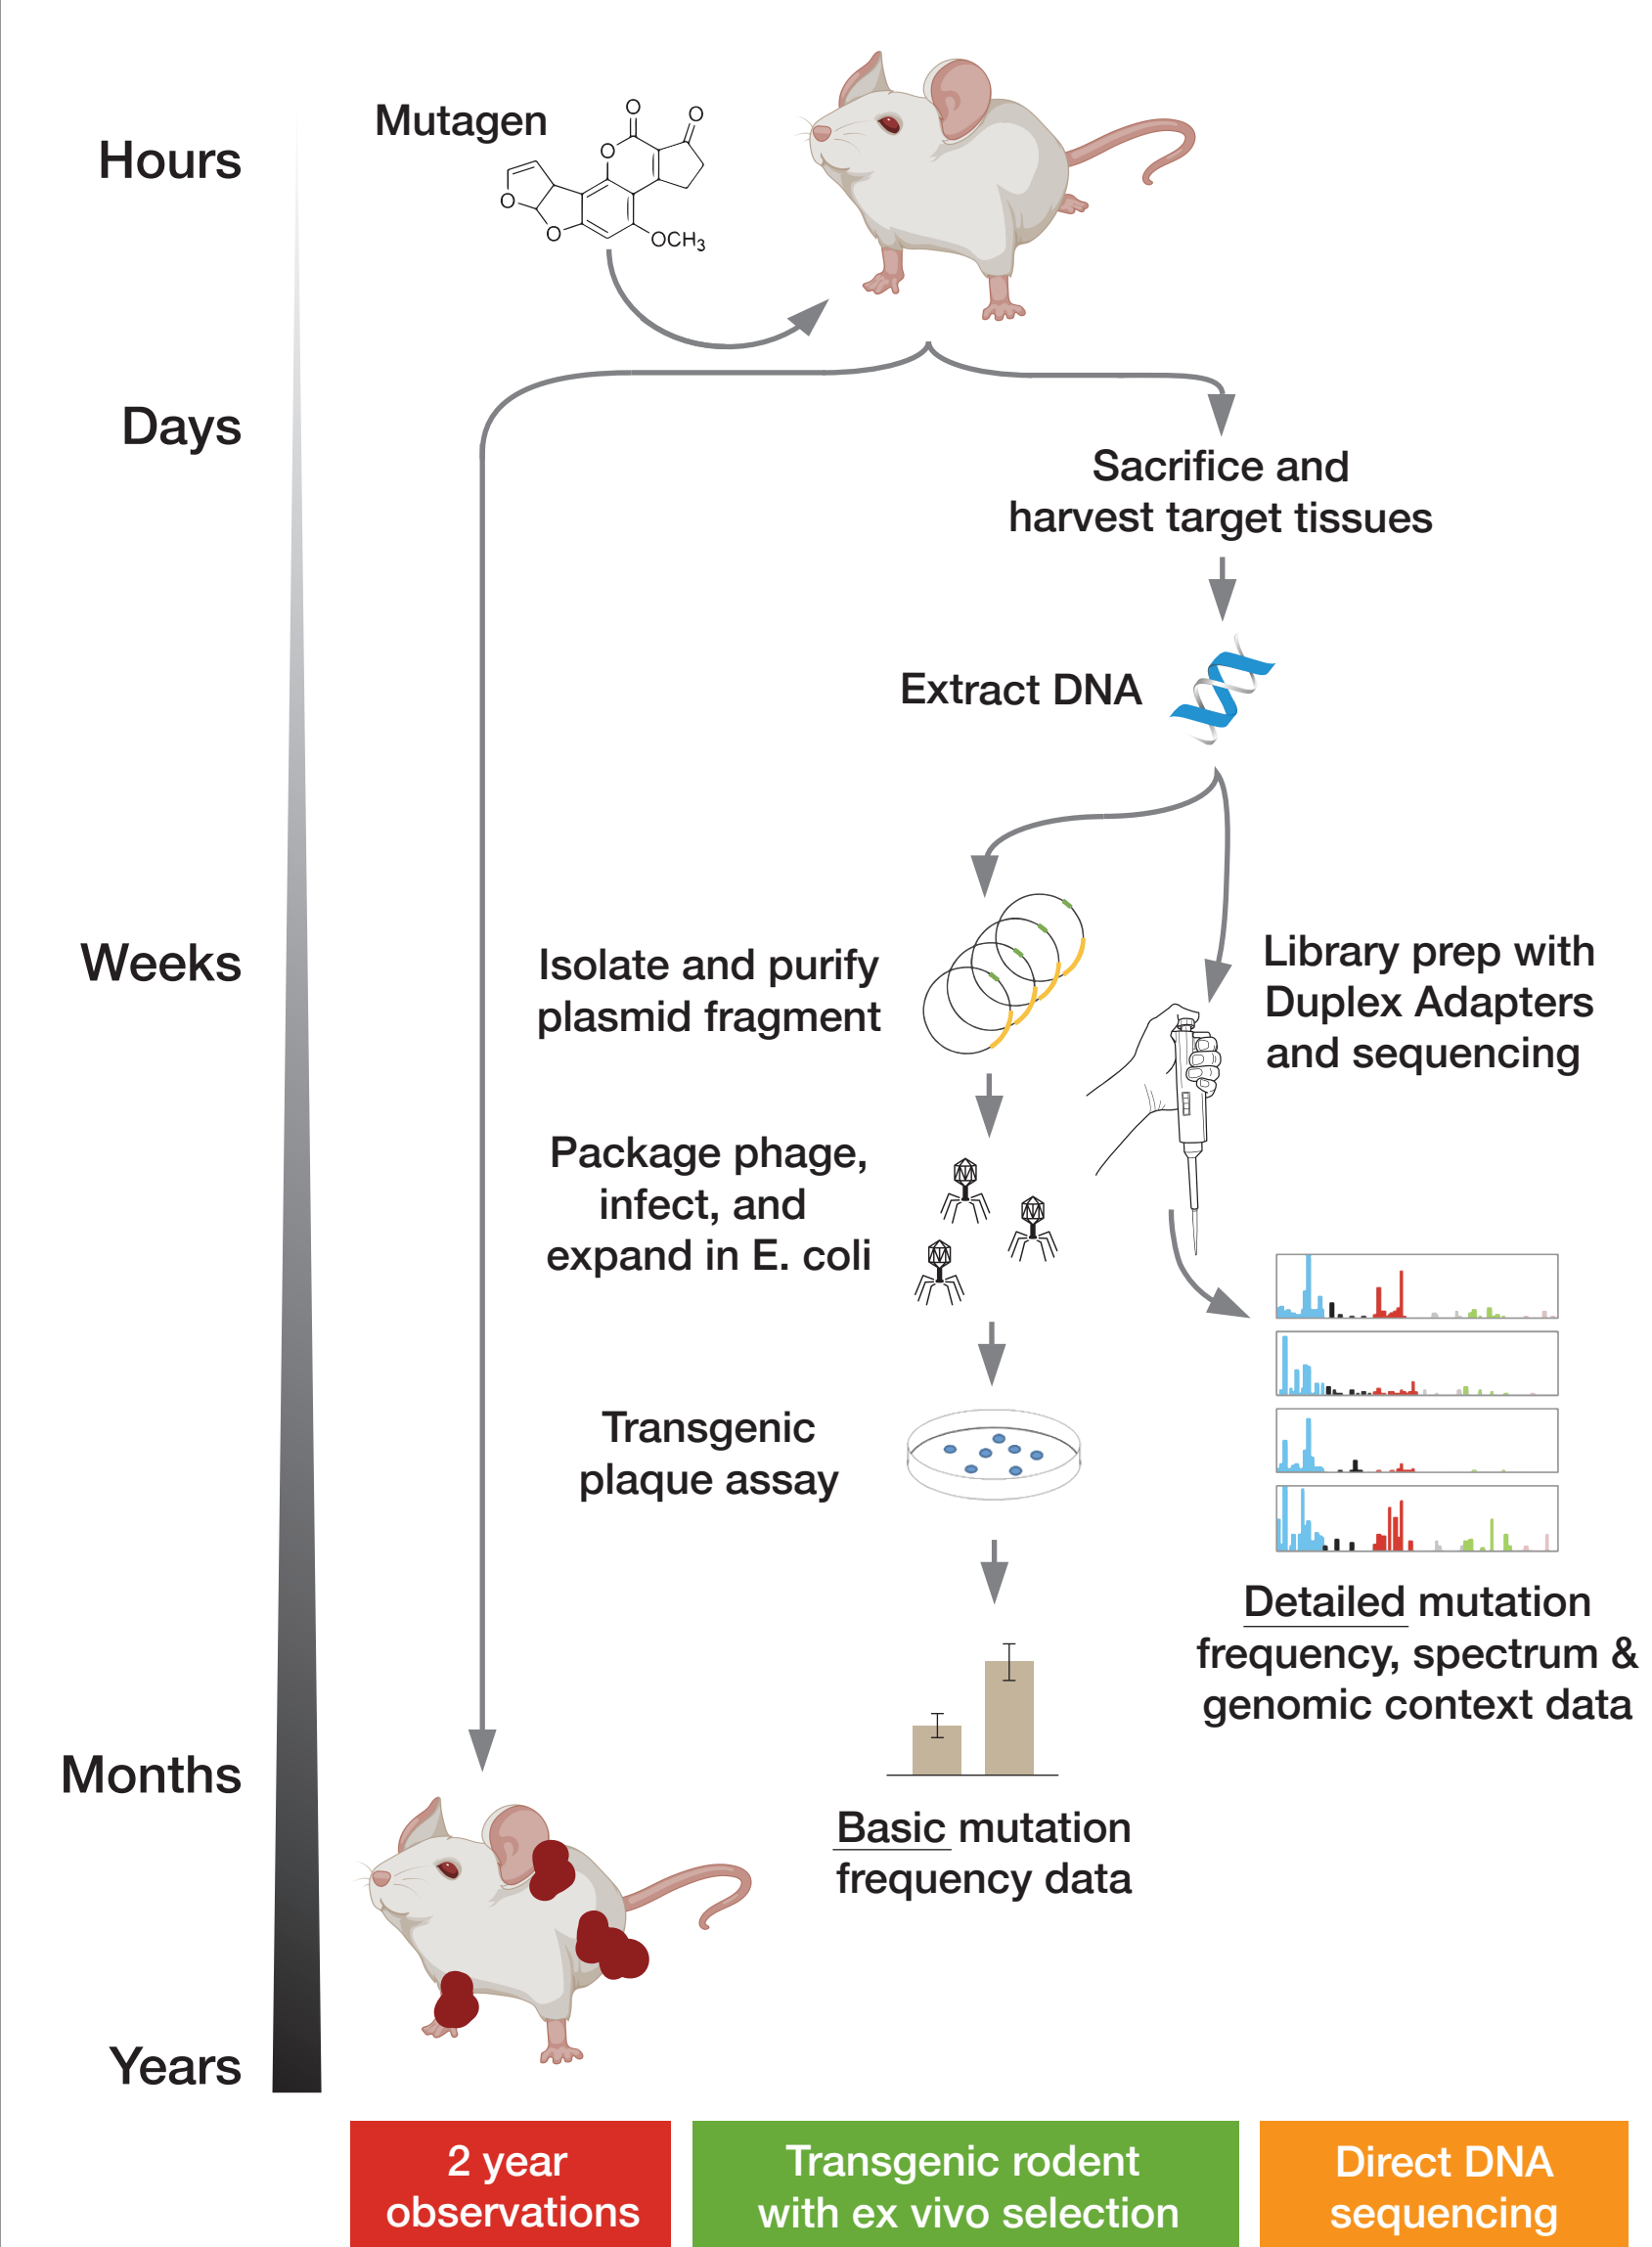 Hours
Mutagen
O
O
O
O
O
OCH3
Days
Sacrifice and
harvest target tissues
Extract DNA
Weeks
Isolate and purify
plasmid fragment
Library prep with
Duplex Adapters
and sequencing
Package phage,
infect, and
expand in E. coli
Transgenic
plaque assay
Detailed mutation
frequency, spectrum &
genomic context data
Months
Basic mutation
frequency data
Years
2 year
observations
Transgenic rodent
with ex vivo selection
Direct DNA
sequencing